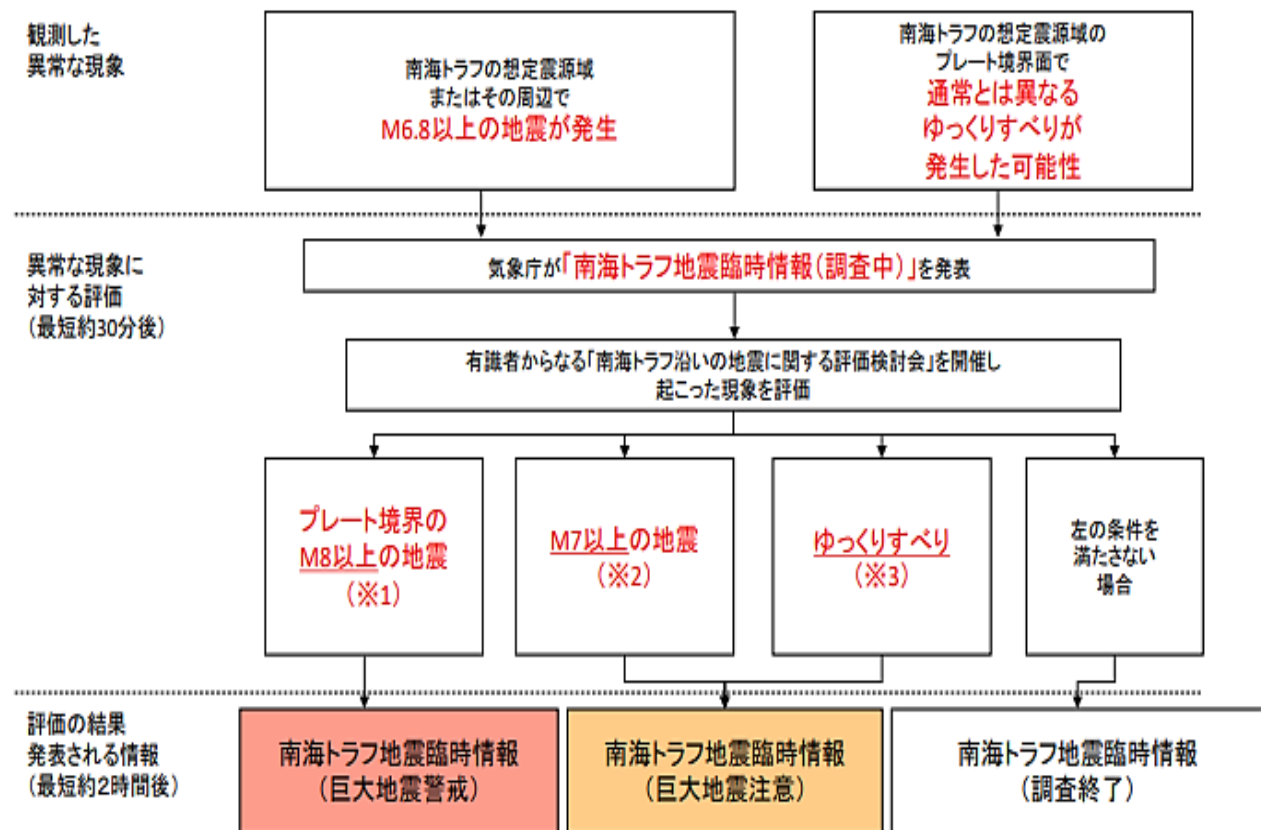 観測した
異常な現象
南海トラフの想定震源域
またはその周辺で
M6.8以上の地震が発生
南海トラフの想定震源域の
プレート境界面で
通常とは異なる
ゆっくりすべりが
発生した可能性
異常な現象に
対する評価
(最短約30分後)
気象庁が「南海トラフ地震臨時情報(調査中)」を発表
有識者からなる「南海トラフ沿いの地震に関する評価検討会」を開催し
起こった現象を評価
プレート境界の
M8以上の地震
(※1)
M7以上の地震
(※2)
ゆっくりすべり
(※3)
左の条件を
満たさない
場合
評価の結果
発表される情報
(最短約2時間後)
南海トラフ地震臨時情報
(巨大地震警戒)
南海トラフ地震臨時情報
(巨大地震注意)
南海トラフ地震臨時情報
(調査終了)